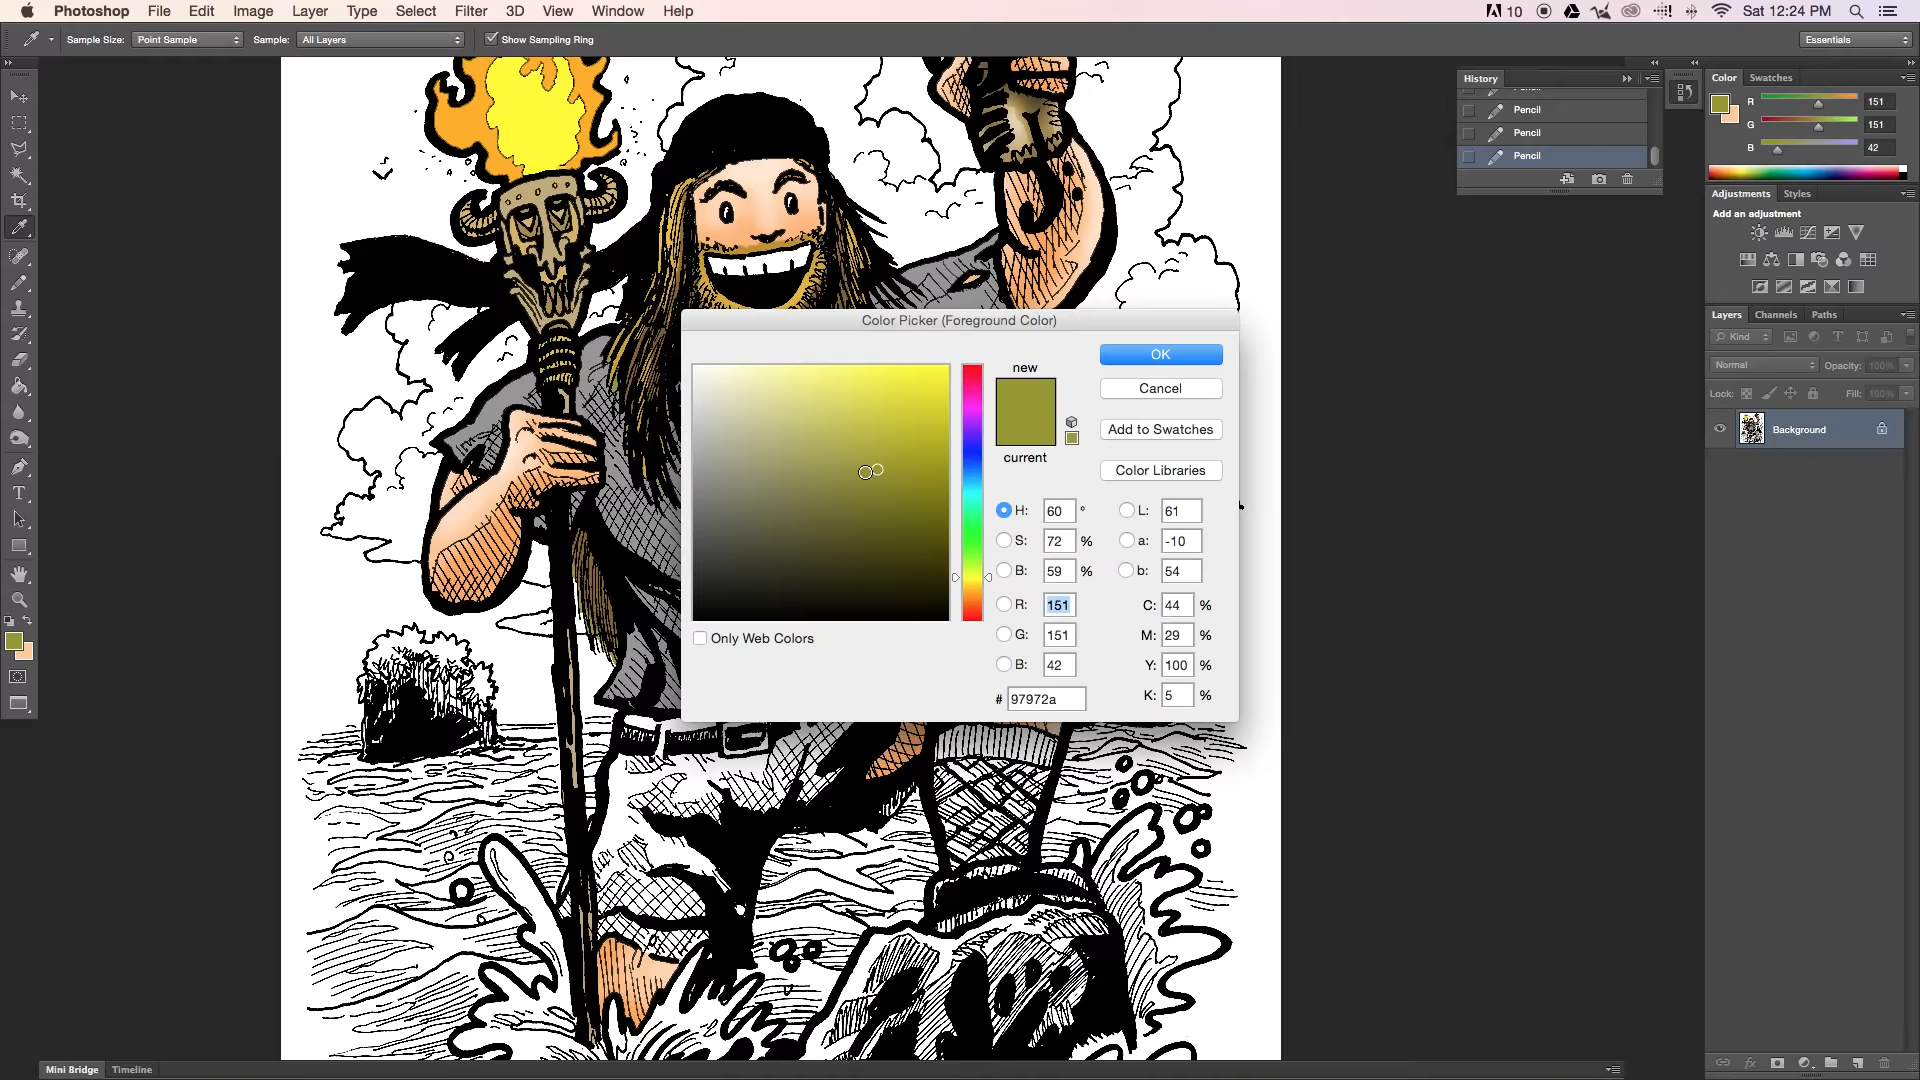 Photoshop File Edit Image Layer Type Select Filter 3D View Window Help 10 Sat 12:24 PM
Sample Size: Point Sample Sample: All Layers Show Sampling Ring Essentials
History
Pencil
Pencil
Pencil
Color Swatches
R 151
G 151
B 42
Adjustments Styles
Add an adjustment
Layers Channels Paths
Kind
Normal Opacity: 100%
Lock: Fill: 100%
Background
Color Picker (Foreground Color)
new
current
OK
Cancel
Add to Swatches
Color Libraries
H: 60 ° L: 61
S: 72 % a: -10
B: 59 % b: 54
R: 151 C: 44 %
G: 151 M: 29 %
B: 42 Y: 100 %
# 97972a K: 5 %
Only Web Colors
Mini Bridge Timeline